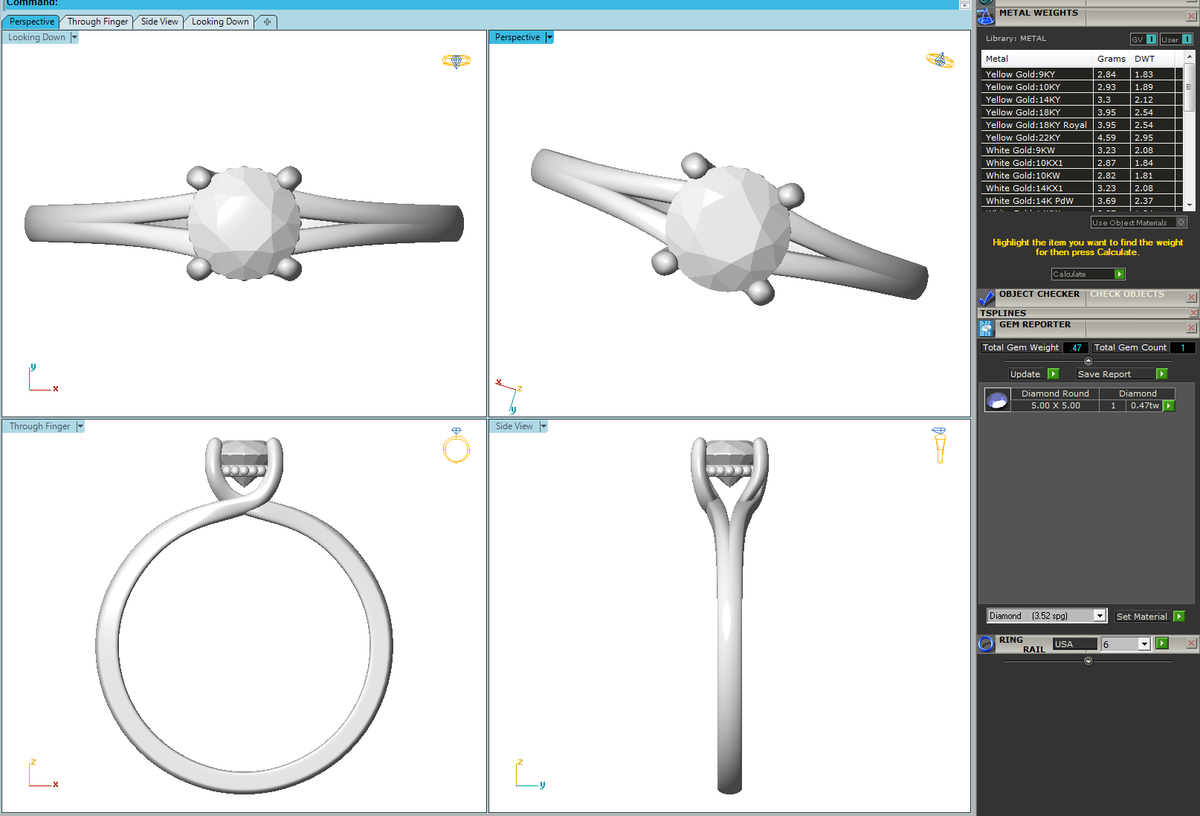 Command:
Perspective Through Finger Side View Looking Down
Looking Down
Perspective
y
x
x
z
y
Through Finger
Side View
z
x
z
y
METAL WEIGHTS
Library: METAL GV User
Metal Grams DWT
Yellow Gold:9KY 2.84 1.83
Yellow Gold:10KY 2.93 1.89
Yellow Gold:14KY 3.3 2.12
Yellow Gold:18KY 3.95 2.54
Yellow Gold:18KY Royal 3.95 2.54
Yellow Gold:22KY 4.59 2.95
White Gold:9KW 3.23 2.08
White Gold:10KX1 2.87 1.84
White Gold:10KW 2.82 1.81
White Gold:14KX1 3.23 2.08
White Gold:14K PdW 3.69 2.37
Use Object Materials
Highlight the item you want to find the weight
for then press Calculate.
Calculate
OBJECT CHECKER CHECK OBJECTS
TSPLINES
GEM REPORTER
Total Gem Weight .47 Total Gem Count 1
Update Save Report
Diamond Round Diamond
5.00 X 5.00 1 0.47tw
Diamond (3.52 spg) Set Material
RING
RAIL USA 6